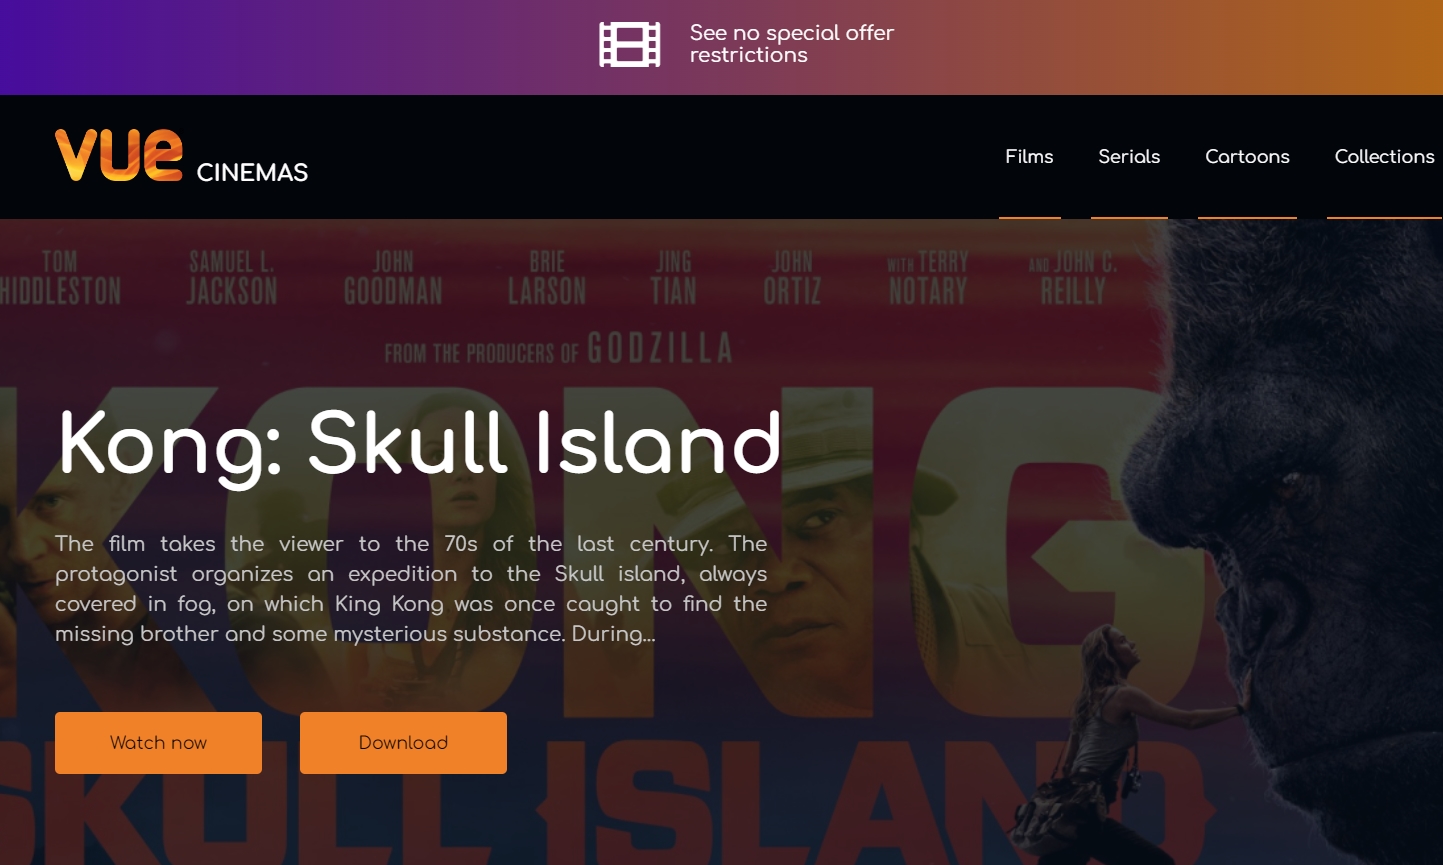 See no special offer
restrictions
vue CINEMAS
Films Serials Cartoons Collections
TOM HIDDLESTON
SAMUEL L. JACKSON
JOHN GOODMAN
BRIE LARSON
JING TIAN
JOHN ORTIZ
WITH TERRY NOTARY
AND JOHN C. REILLY
FROM THE PRODUCERS OF GODZILLA
KONG
Kong: Skull Island
The film takes the viewer to the 70s of the last century. The
protagonist organizes an expedition to the Skull island, always
covered in fog, on which King Kong was once caught to find the
missing brother and some mysterious substance. During...
Watch now Download
SKULL ISLAND